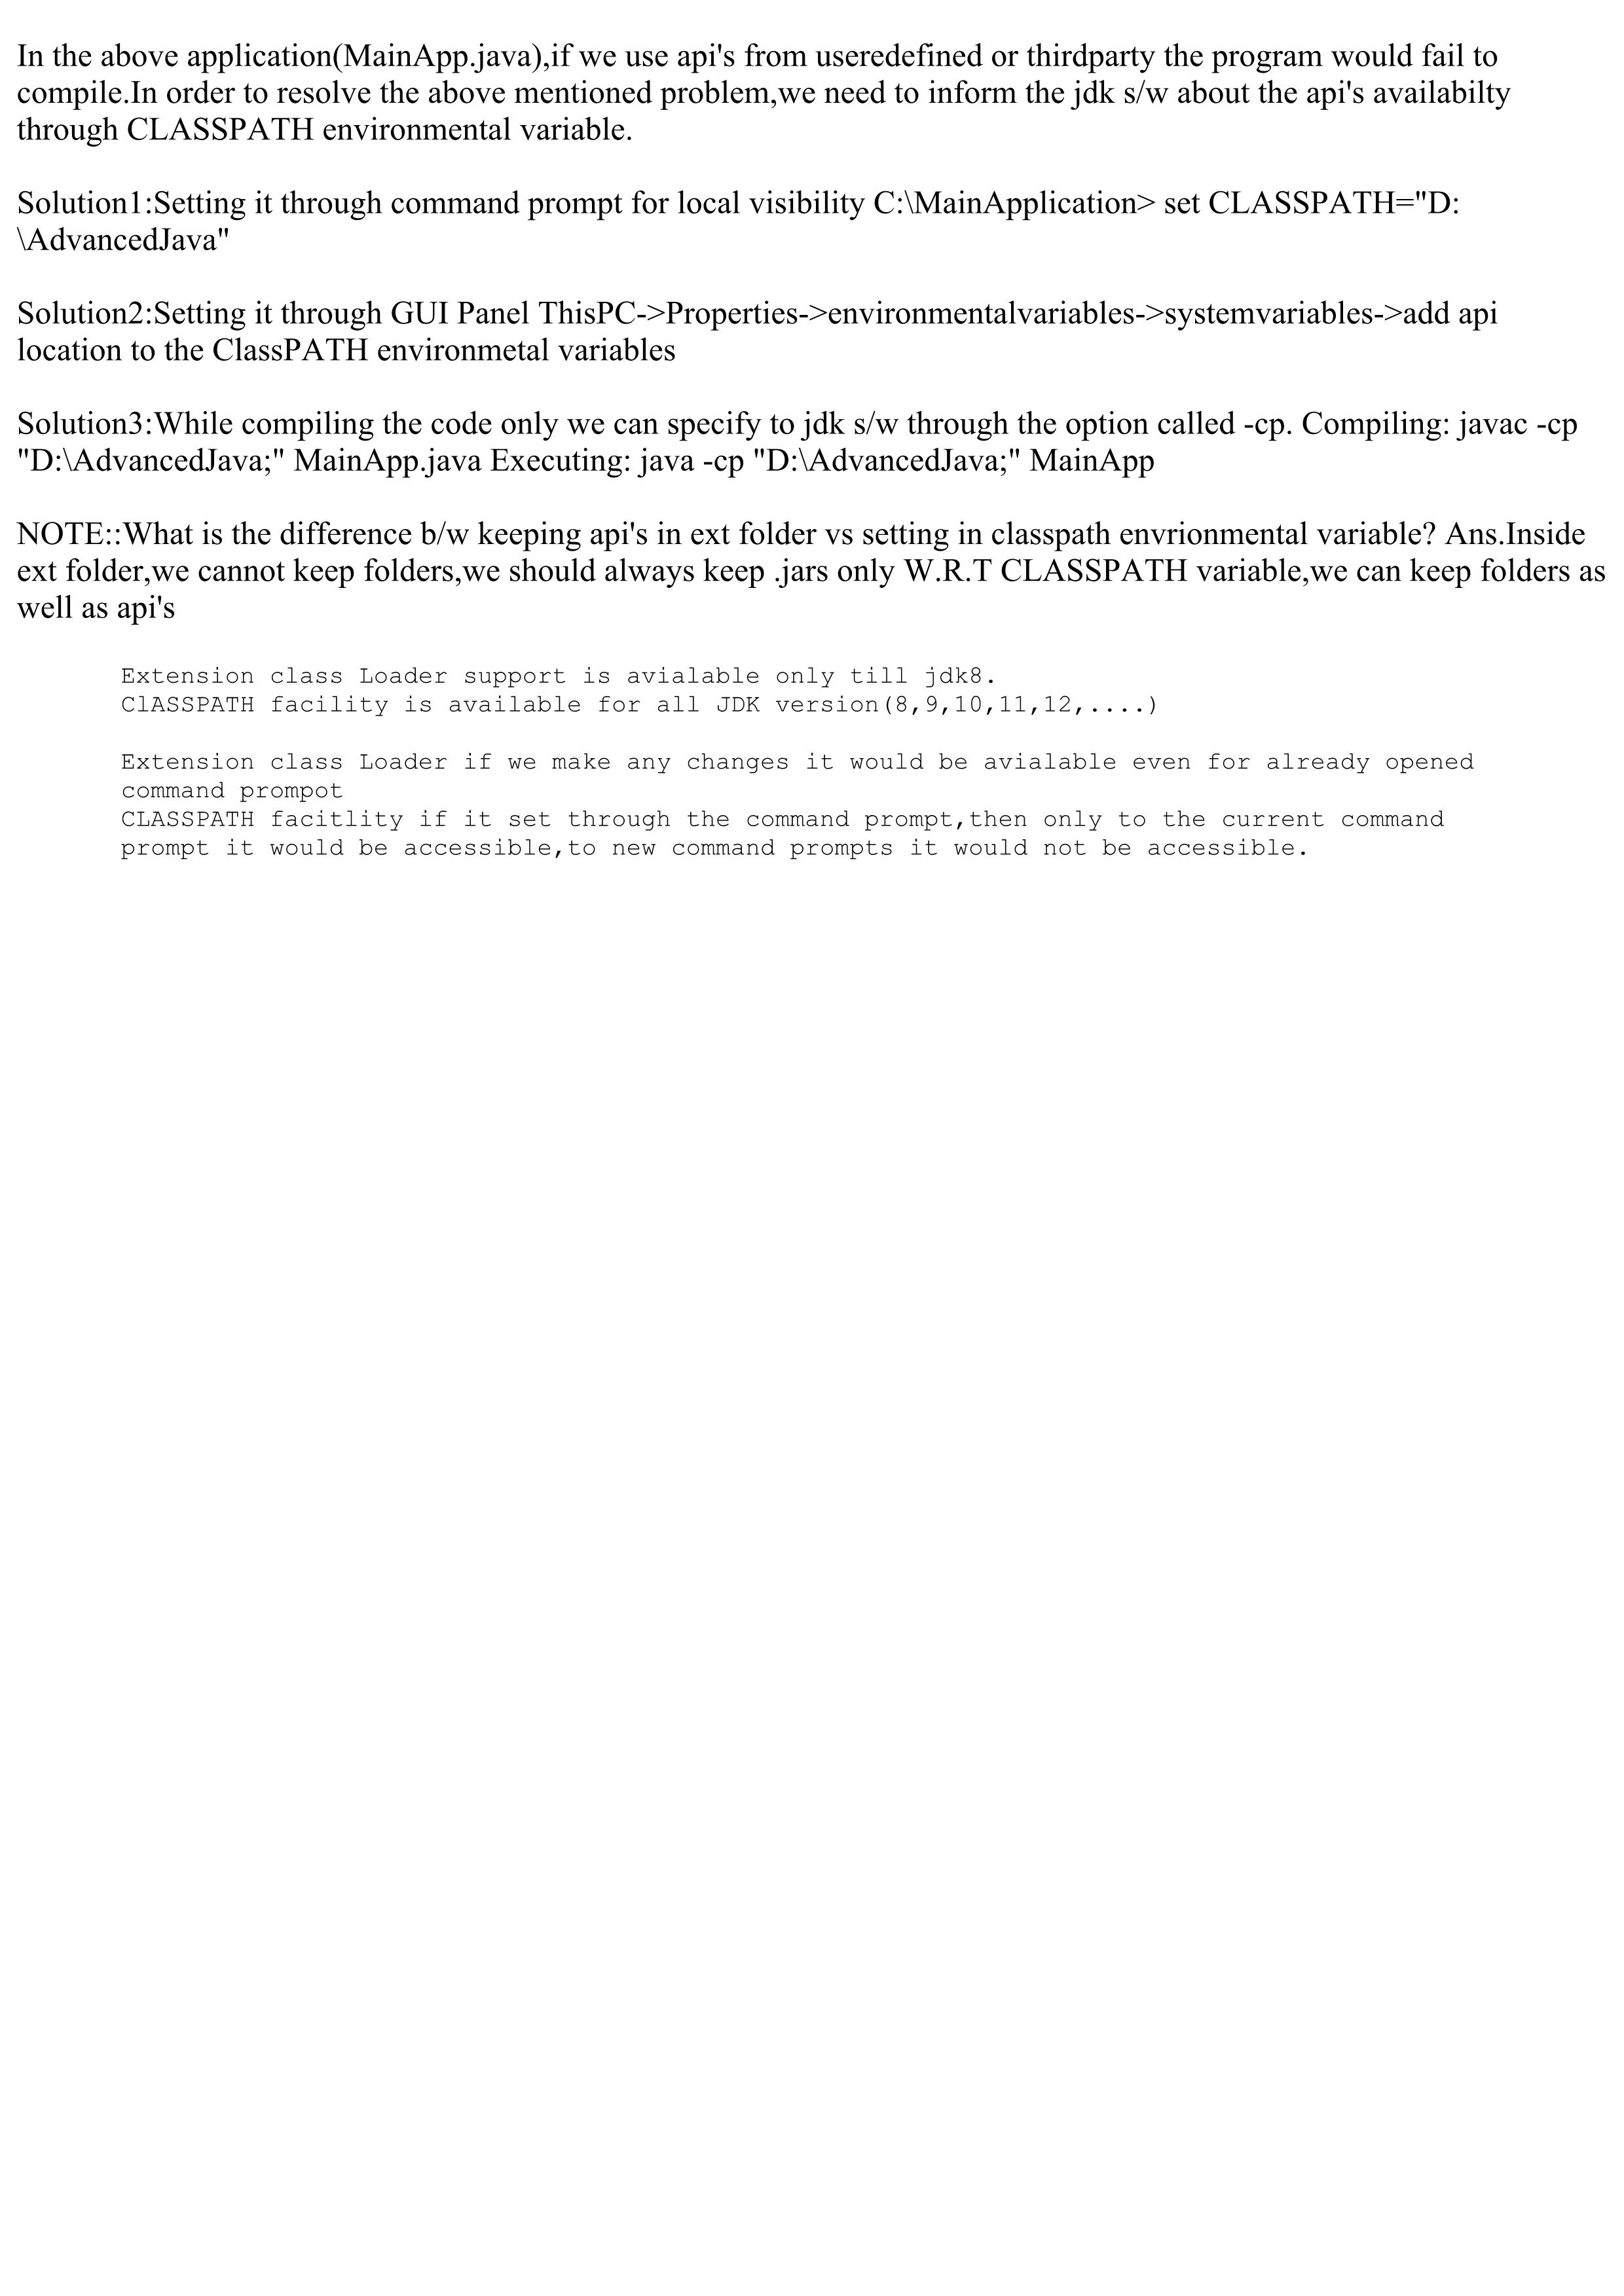 In the above application(MainApp.java),if we use api's from useredefined or thirdparty the program would fail to
compile.In order to resolve the above mentioned problem,we need to inform the jdk s/w about the api's availabilty
through CLASSPATH environmental variable.
Solution1:Setting it through command prompt for local visibility C:\MainApplication> set CLASSPATH="D:
\AdvancedJava"
Solution2:Setting it through GUI Panel ThisPC->Properties->environmentalvariables->systemvariables->add api
location to the ClassPATH environmetal variables
Solution3:While compiling the code only we can specify to jdk s/w through the option called -cp. Compiling: javac -cp
"D:\AdvancedJava;" MainApp.java Executing: java -cp "D:\AdvancedJava;" MainApp
NOTE::What is the difference b/w keeping api's in ext folder vs setting in classpath envrionmental variable? Ans.Inside
ext folder,we cannot keep folders,we should always keep .jars only W.R.T CLASSPATH variable,we can keep folders as
well as api's
Extension class Loader support is avialable only till jdk8.
ClASSPATH facility is available for all JDK version(8,9,10,11,12,....)
Extension class Loader if we make any changes it would be avialable even for already opened
command prompot
CLASSPATH facitlity if it set through the command prompt,then only to the current command
prompt it would be accessible,to new command prompts it would not be accessible.